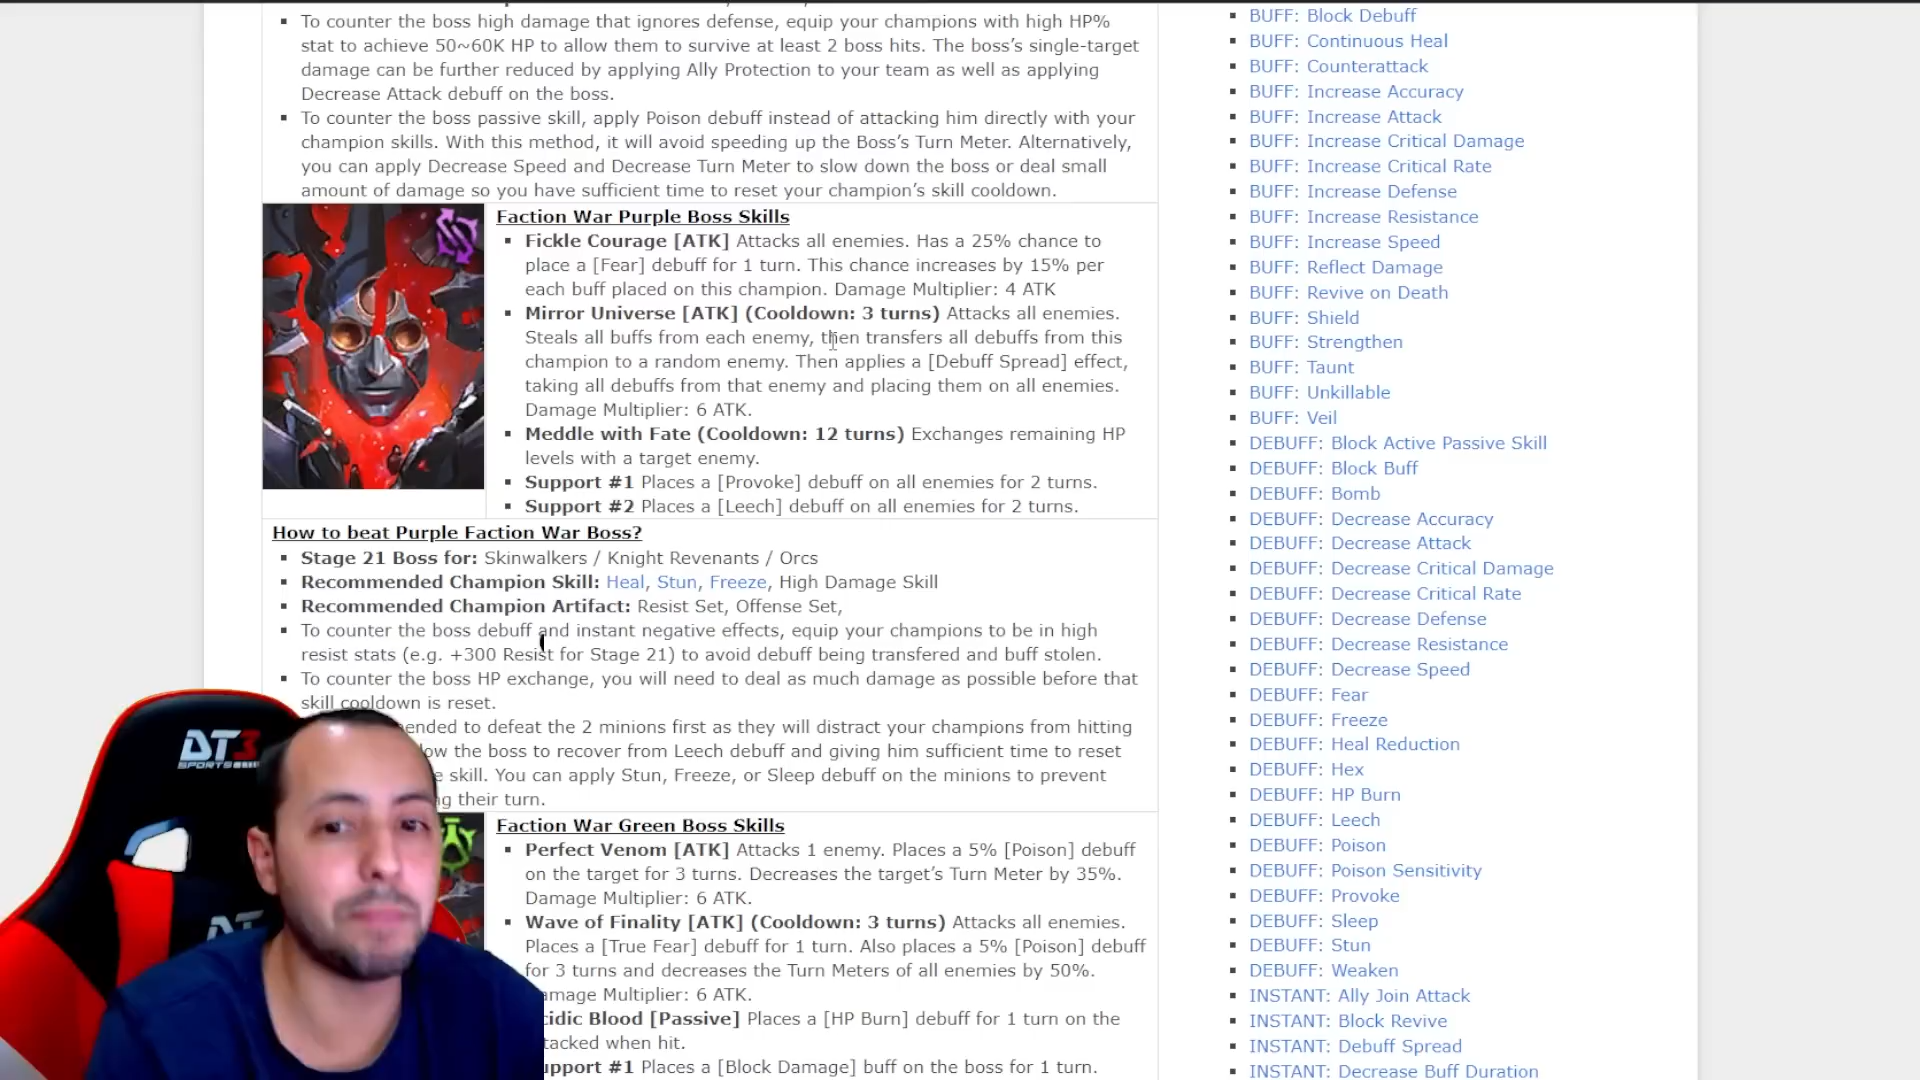 To counter the boss high damage that ignores defense, equip your champions with high HP%
stat to achieve 50~60K HP to allow them to survive at least 2 boss hits. The boss's single-target
damage can be further reduced by applying Ally Protection to your team as well as applying
Decrease Attack debuff on the boss.
To counter the boss passive skill, apply Poison debuff instead of attacking him directly with your
champion skills. With this method, it will avoid speeding up the Boss's Turn Meter. Alternatively,
you can apply Decrease Speed and Decrease Turn Meter to slow down the boss or deal small
amount of damage so you have sufficient time to reset your champion's skill cooldown.
Faction War Purple Boss Skills
Fickle Courage [ATK] Attacks all enemies. Has a 25% chance to
place a [Fear] debuff for 1 turn. This chance increases by 15% per
each buff placed on this champion. Damage Multiplier: 4 ATK
Mirror Universe [ATK] (Cooldown: 3 turns) Attacks all enemies.
Steals all buffs from each enemy, then transfers all debuffs from this
champion to a random enemy. Then applies a [Debuff Spread] effect,
taking all debuffs from that enemy and placing them on all enemies.
Damage Multiplier: 6 ATK.
Meddle with Fate (Cooldown: 12 turns) Exchanges remaining HP
levels with a target enemy.
Support #1 Places a [Provoke] debuff on all enemies for 2 turns.
Support #2 Places a [Leech] debuff on all enemies for 2 turns.
How to beat Purple Faction War Boss?
Stage 21 Boss for: Skinwalkers / Knight Revenants / Orcs
Recommended Champion Skill: Heal, Stun, Freeze, High Damage Skill
Recommended Champion Artifact: Resist Set, Offense Set,
To counter the boss debuff and instant negative effects, equip your champions to be in high
resist stats (e.g. +300 Resist for Stage 21) to avoid debuff being transfered and buff stolen.
To counter the boss HP exchange, you will need to deal as much damage as possible before that
skill cooldown is reset.
ended to defeat the 2 minions first as they will distract your champions from hitting
low the boss to recover from Leech debuff and giving him sufficient time to reset
e skill. You can apply Stun, Freeze, or Sleep debuff on the minions to prevent
g their turn.
Faction War Green Boss Skills
Perfect Venom [ATK] Attacks 1 enemy. Places a 5% [Poison] debuff
on the target for 3 turns. Decreases the target's Turn Meter by 35%.
Damage Multiplier: 6 ATK.
Wave of Finality [ATK] (Cooldown: 3 turns) Attacks all enemies.
Places a [True Fear] debuff for 1 turn. Also places a 5% [Poison] debuff
for 3 turns and decreases the Turn Meters of all enemies by 50%.
amage Multiplier: 6 ATK.
cidic Blood [Passive] Places a [HP Burn] debuff for 1 turn on the
tacked when hit.
upport #1 Places a [Block Damage] buff on the boss for 1 turn.
BUFF: Block Debuff
BUFF: Continuous Heal
BUFF: Counterattack
BUFF: Increase Accuracy
BUFF: Increase Attack
BUFF: Increase Critical Damage
BUFF: Increase Critical Rate
BUFF: Increase Defense
BUFF: Increase Resistance
BUFF: Increase Speed
BUFF: Reflect Damage
BUFF: Revive on Death
BUFF: Shield
BUFF: Strengthen
BUFF: Taunt
BUFF: Unkillable
BUFF: Veil
DEBUFF: Block Active Passive Skill
DEBUFF: Block Buff
DEBUFF: Bomb
DEBUFF: Decrease Accuracy
DEBUFF: Decrease Attack
DEBUFF: Decrease Critical Damage
DEBUFF: Decrease Critical Rate
DEBUFF: Decrease Defense
DEBUFF: Decrease Resistance
DEBUFF: Decrease Speed
DEBUFF: Fear
DEBUFF: Freeze
DEBUFF: Heal Reduction
DEBUFF: Hex
DEBUFF: HP Burn
DEBUFF: Leech
DEBUFF: Poison
DEBUFF: Poison Sensitivity
DEBUFF: Provoke
DEBUFF: Sleep
DEBUFF: Stun
DEBUFF: Weaken
INSTANT: Ally Join Attack
INSTANT: Block Revive
INSTANT: Debuff Spread
INSTANT: Decrease Buff Duration
DT3
SPORTS
DT